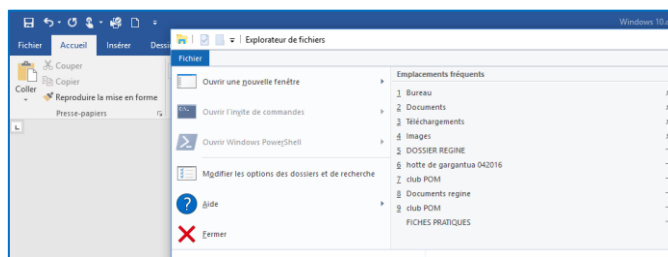 Windows 10.
Fichier Accueil Insérer Dess
Couper
Copier
Coller
Reproduire la mise en forme
Presse-papiers
Explorateur de fichiers
Fichier
Ouvrir une nouvelle fenêtre
Ouvrir l'invite de commandes
Ouvrir Windows PowerShell
Modifier les options des dossiers et de recherche
Aide
Fermer
Emplacements fréquents
1 Bureau
2 Documents
3 Téléchargements
4 Images
5 DOSSIER REGINE
6 hotte de gargantua 042016
7 club POM
8 Documents regine
9 club POM
FICHES PRATIQUES